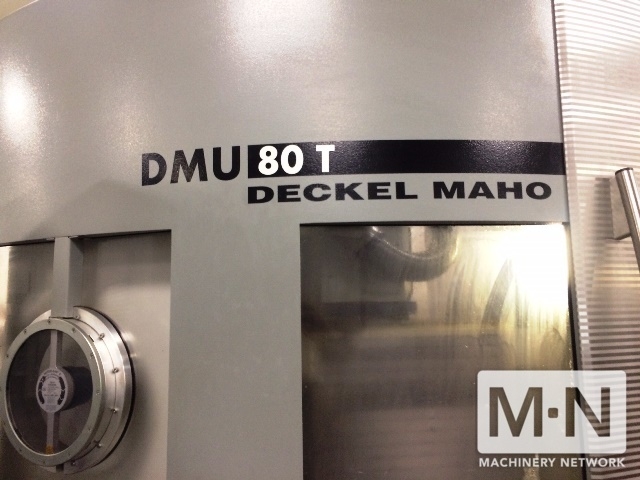 DMU 80 T
DECKEL MAHO
M·N
MACHINERY NETWORK